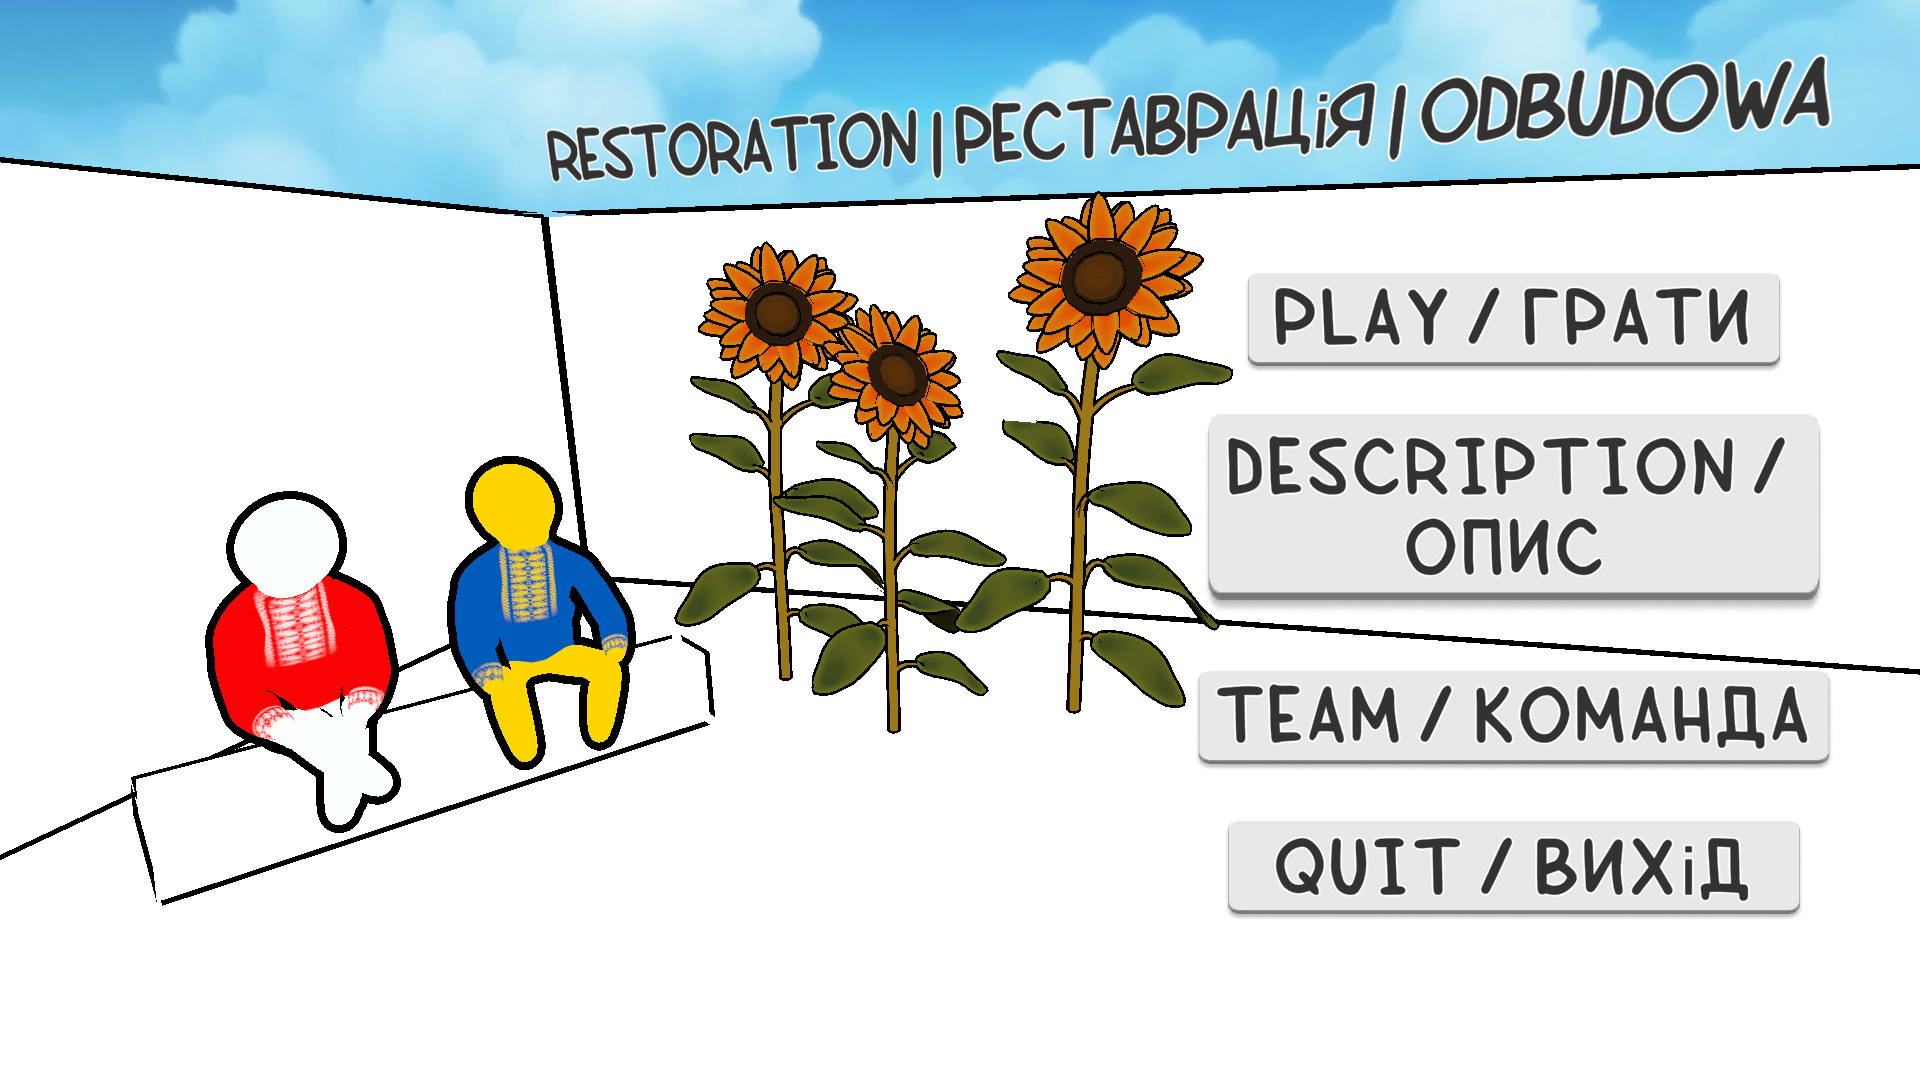 RESTORATION | РЕСТАВРАЦіЯ | ODBUDOWA
PLAY / ГРАТИ
DESCRIPTION /
ОПИС
TEAM / КОМАНДА
QUIT / ВИХіД